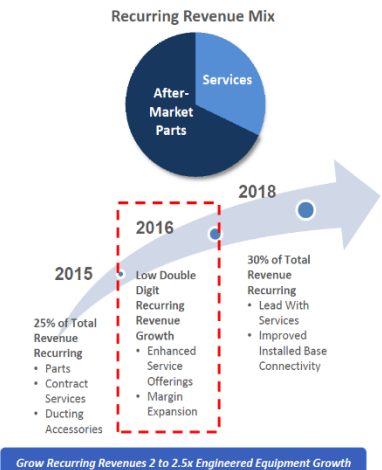 Recurring Revenue Mix
Services
After-
Market
Parts
2018
2016
2015
25% of Total
Revenue
Recurring
• Parts
• Contract
Services
• Ducting
Accessories
Low Double
Digit
Recurring
Revenue
Growth
• Enhanced
Service
Offerings
• Margin
Expansion
30% of Total
Revenue
Recurring
• Lead With
Services
• Improved
Installed Base
Connectivity
Grow Recurring Revenues 2 to 2.5x Engineered Equipment Growth